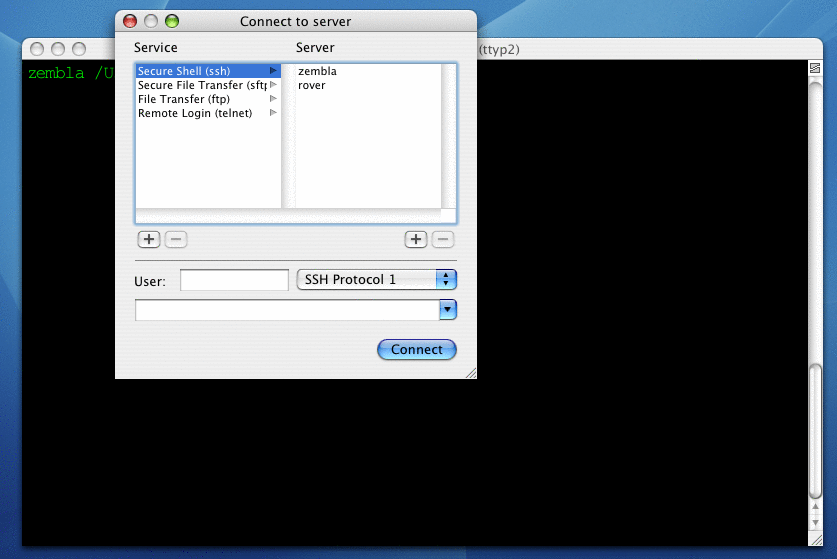 Connect to server
(ttyp2)
Service Server
zembla /U
Secure Shell (ssh)
Secure File Transfer (sftp
File Transfer (ftp)
Remote Login (telnet)
zembla
rover
User:
SSH Protocol 1
Connect